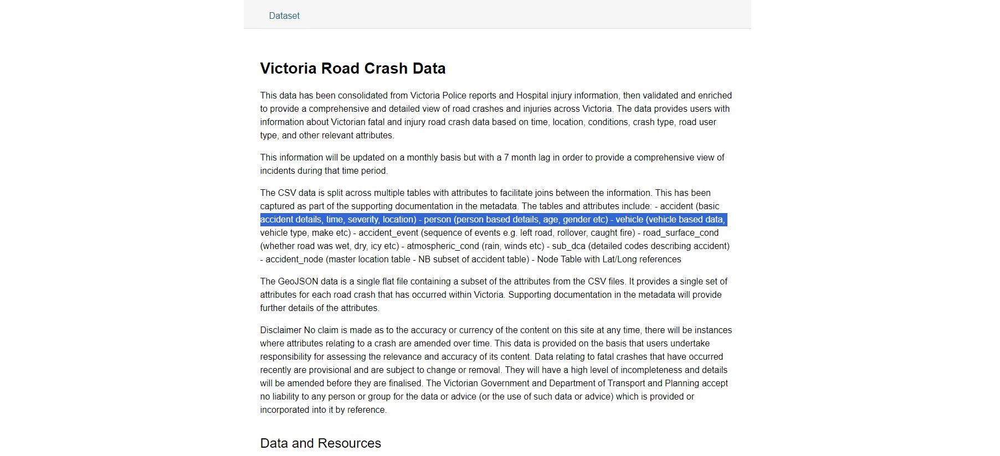 Dataset
Victoria Road Crash Data
This data has been consolidated from Victoria Police reports and Hospital injury information, then validated and enriched
to provide a comprehensive and detailed view of road crashes and injuries across Victoria. The data provides users with
information about Victorian fatal and injury road crash data based on time, location, conditions, crash type, road user
type, and other relevant attributes.
This information will be updated on a monthly basis but with a 7 month lag in order to provide a comprehensive view of
incidents during that time period.
The CSV data is split across multiple tables with attributes to facilitate joins between the information. This has been
captured as part of the supporting documentation in the metadata. The tables and attributes include: - accident (basic
accident details, time, severity, location) - person (person based details, age, gender etc) - vehicle (vehicle based data,
vehicle type, make etc) - accident_event (sequence of events e.g. left road, rollover, caught fire) - road_surface_cond
(whether road was wet, dry, icy etc) - atmospheric_cond (rain, winds etc) - sub_dca (detailed codes describing accident)
- accident_node (master location table - NB subset of accident table) - Node Table with Lat/Long references
The GeoJSON data is a single flat file containing a subset of the attributes from the CSV files. It provides a single set of
attributes for each road crash that has occurred within Victoria. Supporting documentation in the metadata will provide
further details of the attributes.
Disclaimer No claim is made as to the accuracy or currency of the content on this site at any time, there will be instances
where attributes relating to a crash are amended over time. This data is provided on the basis that users undertake
responsibility for assessing the relevance and accuracy of its content. Data relating to fatal crashes that have occurred
recently are provisional and are subject to change or removal. They will have a high level of incompleteness and details
will be amended before they are finalised. The Victorian Government and Department of Transport and Planning accept
no liability to any person or group for the data or advice (or the use of such data or advice) which is provided or
incorporated into it by reference.
Data and Resources